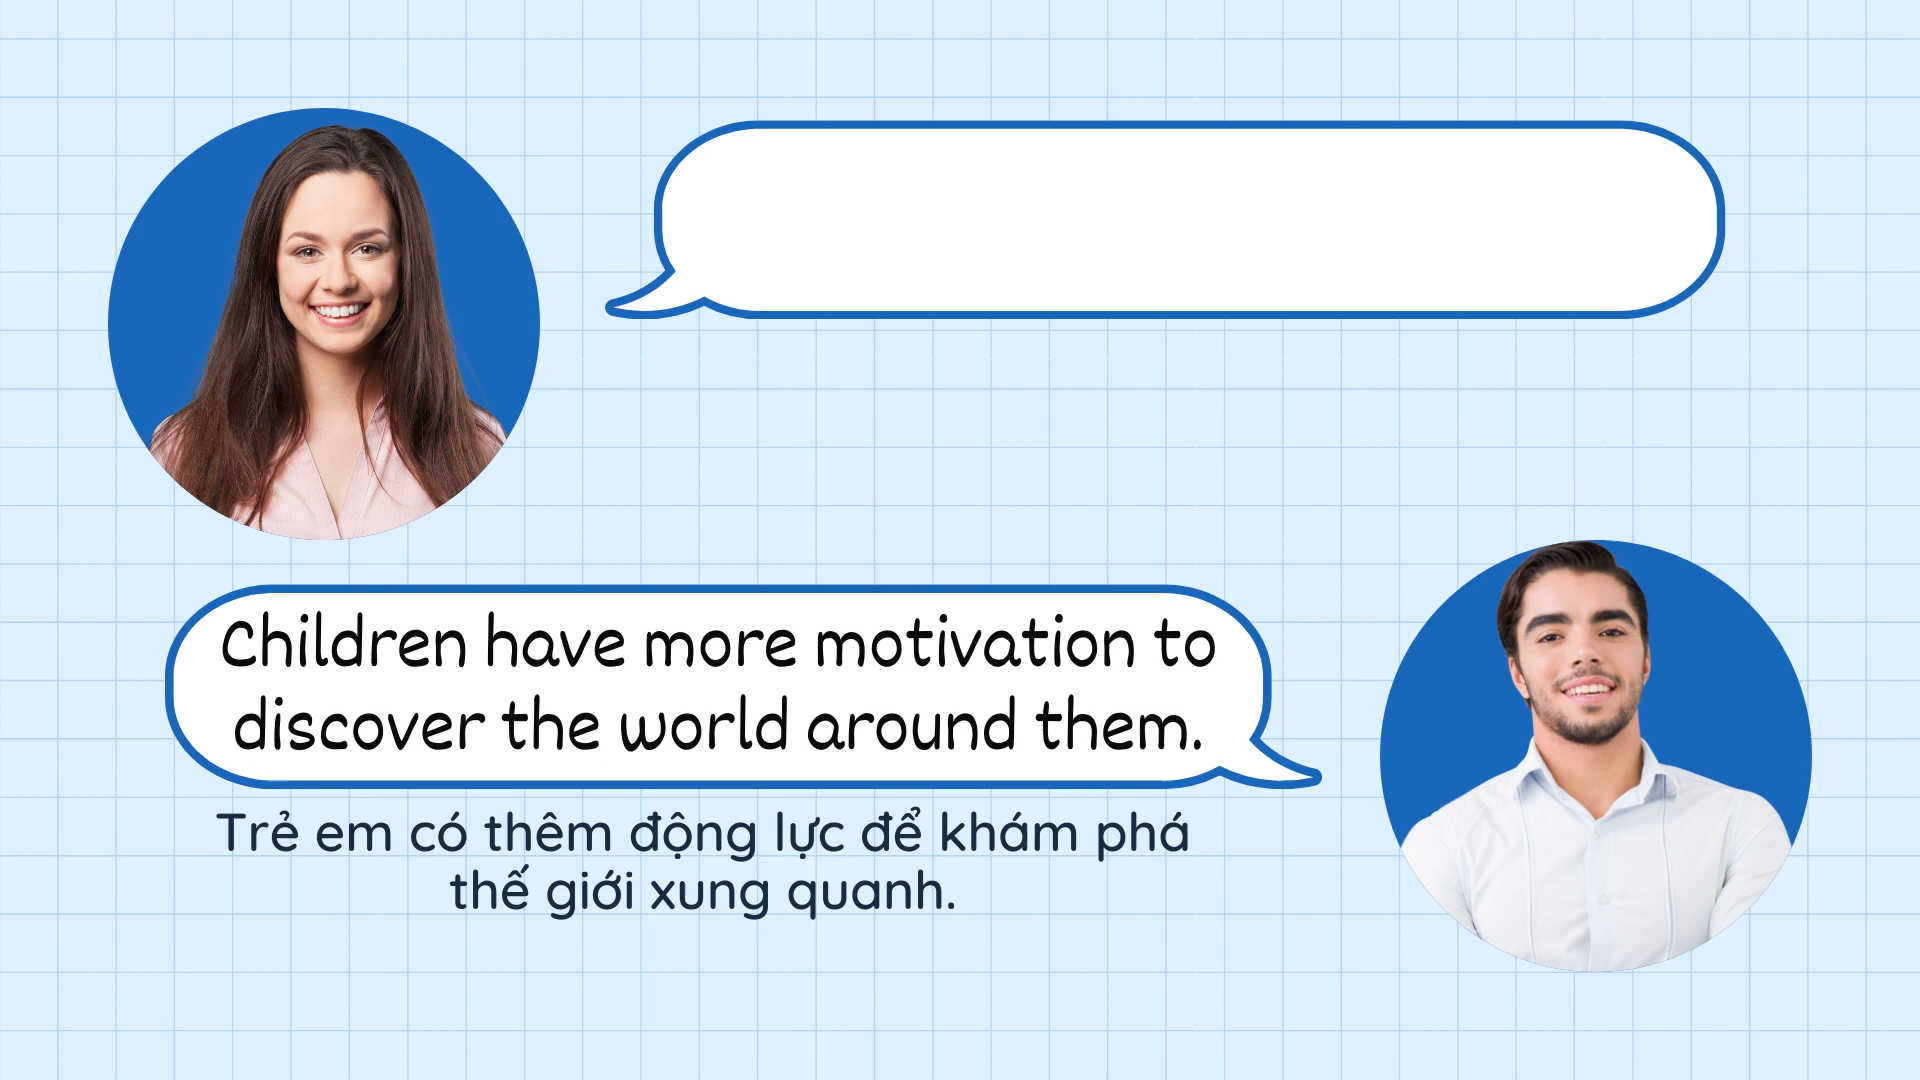 Children have more motivation to
discover the world around them.
Trẻ em có thêm động lực để khám phá
thế giới xung quanh.